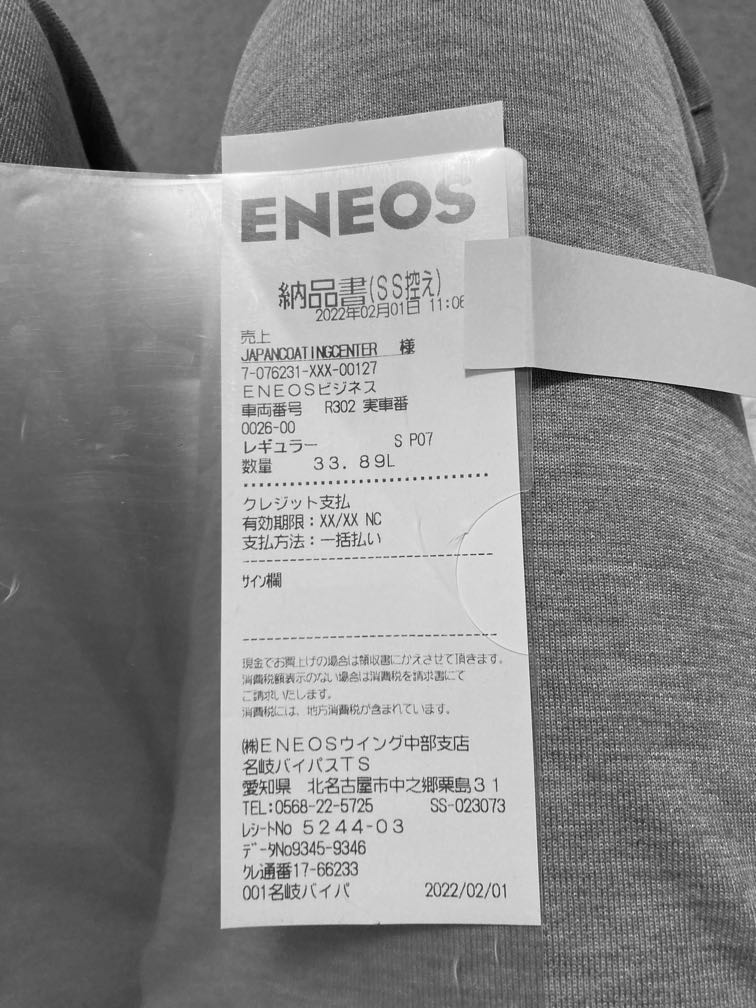 ENEOS
納品書(SS控え)
2022年02月01日 11:06
売上
JAPANCOATINGCENTER 様
7-076231-XXX-00127
ENEOSビジネス
車両番号 R302 実車番
0026-00
レギュラー S P07
数量 33.89L
クレジット支払
有効期限:XX/XX NC
支払方法:一括払い
サイン欄
現金でお買上げの場合は領収書にかえさせて頂きます。
消費税額表示のない場合は消費税を請求書にて
ご請求いたします。
消費税には、地方消費税が含まれています。
㈱ENEOSウイング中部支店
名岐バイパスTS
愛知県 北名古屋市中之郷栗島31
TEL:0568-22-5725 SS-023073
レシートNo 5244-03
データNo9345-9346
クレ通番17-66233
001名岐バイパ 2022/02/01